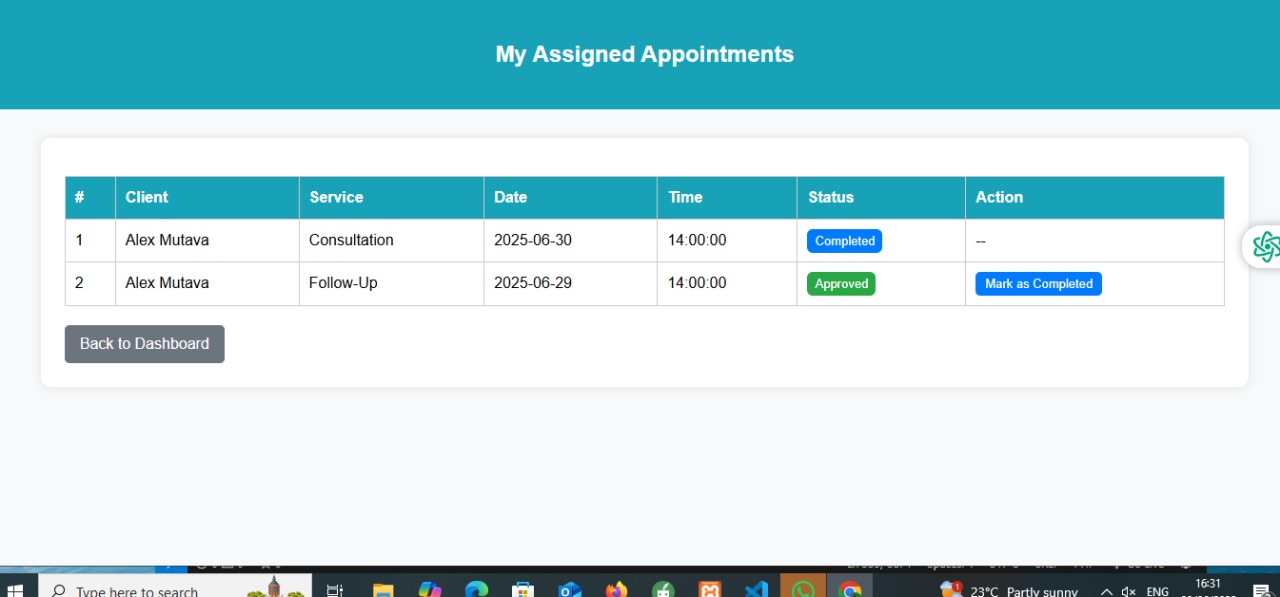 My Assigned Appointments
# Client Service Date Time Status Action
1 Alex Mutava Consultation 2025-06-30 14:00:00 Completed --
2 Alex Mutava Follow-Up 2025-06-29 14:00:00 Approved Mark as Completed
Back to Dashboard
Type here to search
23°C Partly sunny ENG 16:31